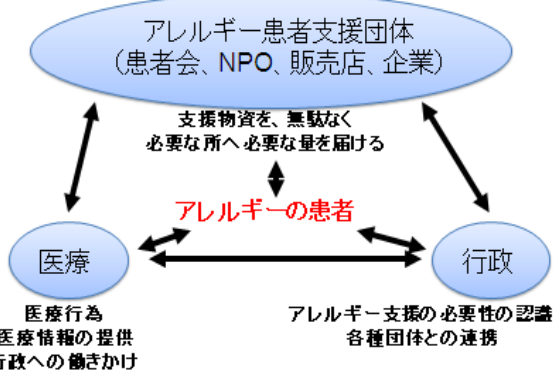 アレルギー患者支援団体
（患者会、NPO、販売店、企業）
支援物資を、無駄なく
必要な所へ必要な量を届ける
アレルギーの患者
医療
行政
医療行為
医療情報の提供
行政への働きかけ
アレルギー支援の必要性の認識
各種団体との連携